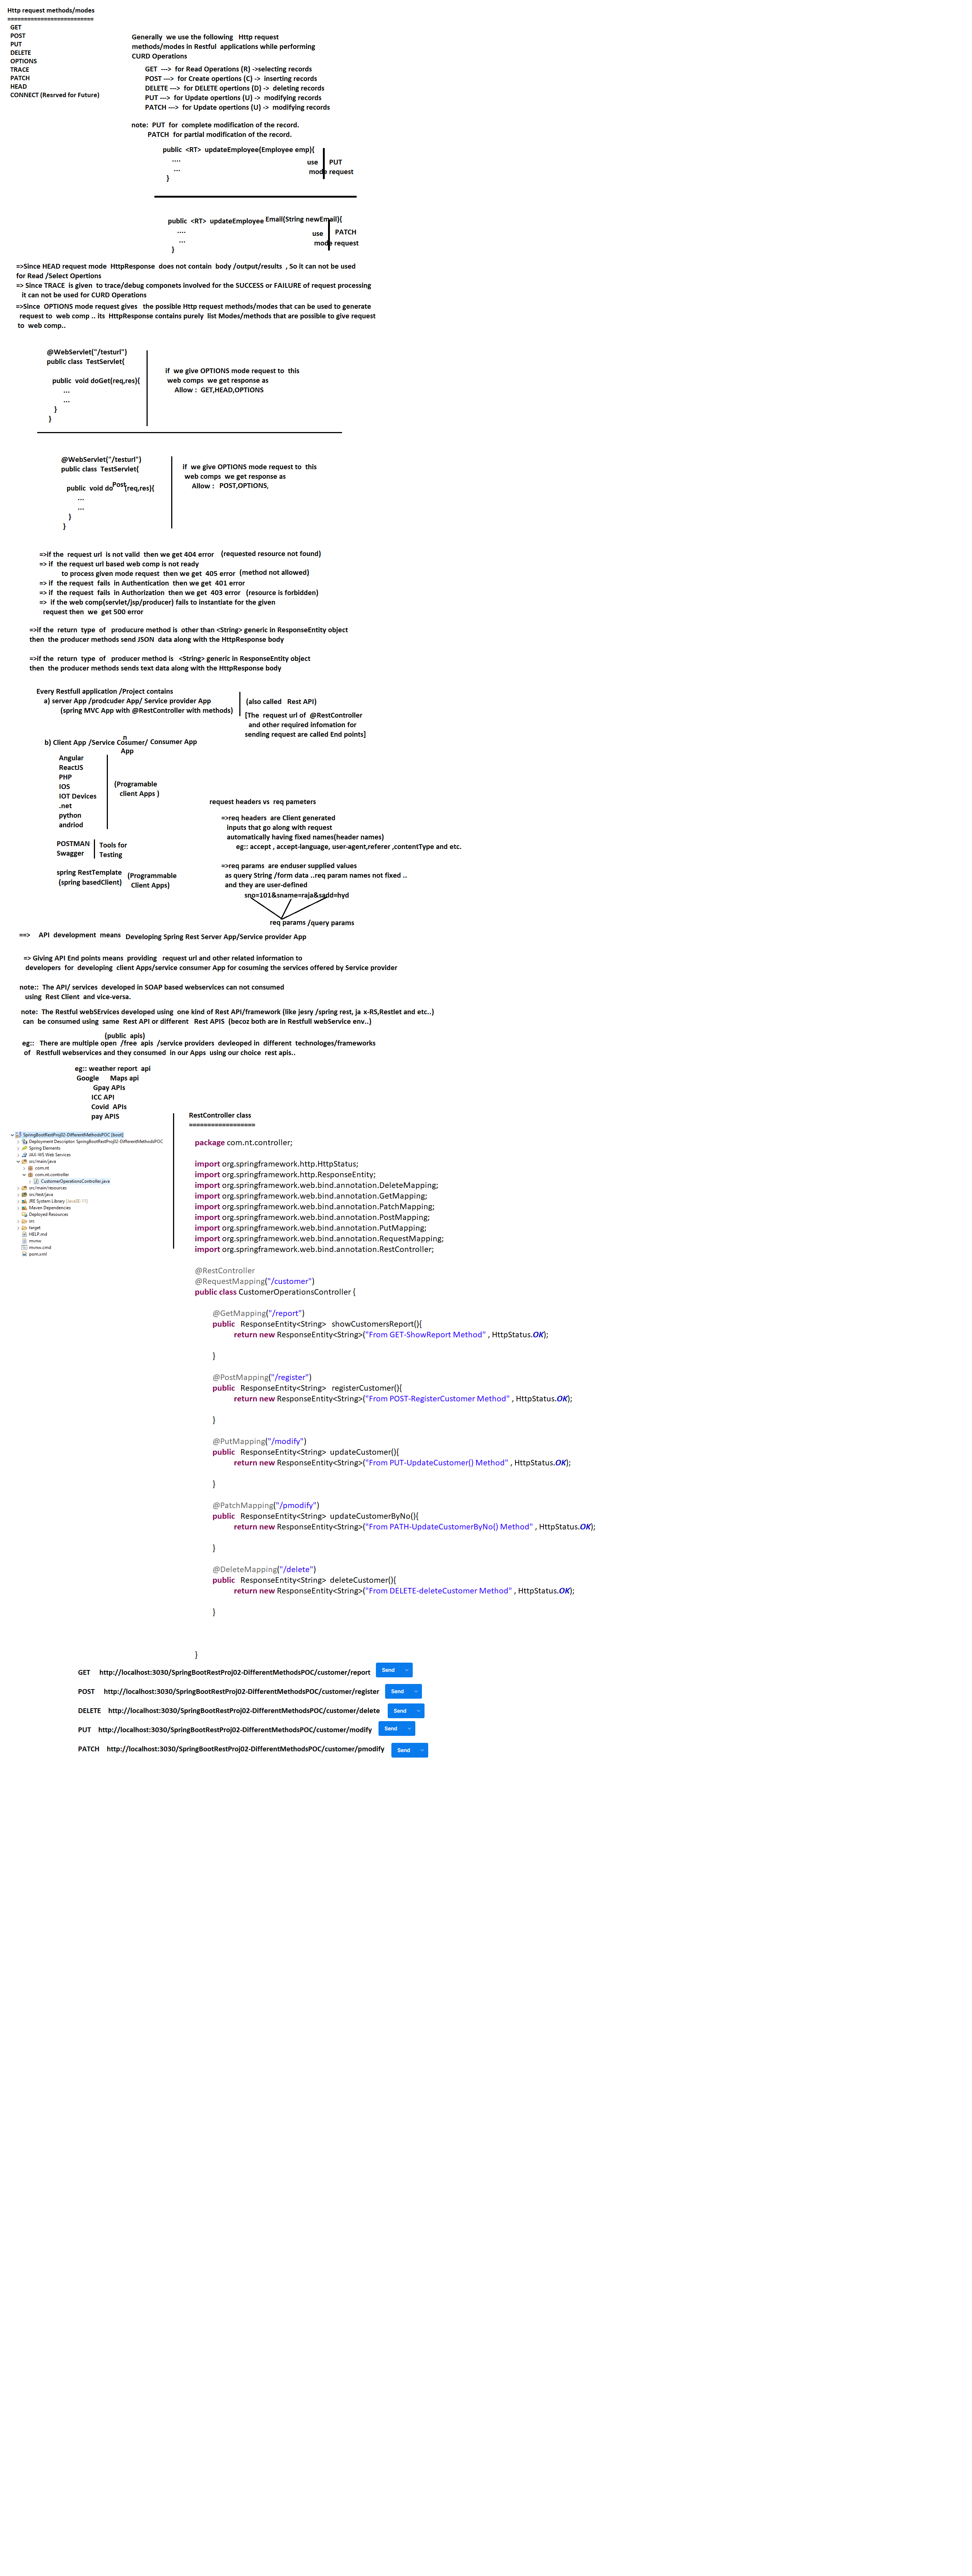 Http request methods/modes
==========================
GET
POST
PUT
DELETE
OPTIONS
TRACE
PATCH
HEAD
CONNECT (Resrved for Future)
Generally we use the following Http request
methods/modes in Restful applications while performing
CURD Operations
GET ---> for Read Operations (R) ->selecting records
POST ---> for Create opertions (C) -> inserting records
DELETE ---> for DELETE opertions (D) -> deleting records
PUT ---> for Update opertions (U) -> modifying records
PATCH ---> for Update opertions (U) -> modifying records
note: PUT for complete modification of the record.
PATCH for partial modification of the record.
public <RT> updateEmployee(Employee emp){
....
...
}
use PUT
mode request
public <RT> updateEmployee Email(String newEmail){
....
...
}
use PATCH
mode request
=>Since HEAD request mode HttpResponse does not contain body /output/results , So it can not be used
for Read /Select Opertions
=> Since TRACE is given to trace/debug componets involved for the SUCCESS or FAILURE of request processing
it can not be used for CURD Operations
=>Since OPTIONS mode request gives the possible Http request methods/modes that can be used to generate
request to web comp .. its HttpResponse contains purely list Modes/methods that are possible to give request
to web comp..
@WebServlet("/testurl")
public class TestServlet{
public void doGet(req,res){
...
...
}
}
if we give OPTIONS mode request to this
web comps we get response as
Allow : GET,HEAD,OPTIONS
@WebServlet("/testurl")
public class TestServlet{
public void do Post (req,res){
...
...
}
}
if we give OPTIONS mode request to this
web comps we get response as
Allow : POST,OPTIONS,
=>if the request url is not valid then we get 404 error (requested resource not found)
=> if the request url based web comp is not ready
to process given mode request then we get 405 error (method not allowed)
=> if the request fails in Authentication then we get 401 error
=> if the request fails in Authorization then we get 403 error (resource is forbidden)
=> if the web comp(servlet/jsp/producer) fails to instantiate for the given
request then we get 500 error
=>if the return type of producure method is other than <String> generic in ResponseEntity object
then the producer methods send JSON data along with the HttpResponse body
=>if the return type of producer method is <String> generic in ResponseEntity object
then the producer methods sends text data along with the HttpResponse body
Every Restfull application /Project contains
a) server App /prodcuder App/ Service provider App
(spring MVC App with @RestController with methods)
(also called Rest API)
[The request url of @RestController
and other required infomation for
sending request are called End points]
n
b) Client App /Service Cosumer/ Consumer App
App
Angular
ReactJS
PHP
IOS
IOT Devices
.net
python
andriod
(Programable
client Apps )
POSTMAN
Swagger
Tools for
Testing
spring RestTemplate
(spring basedClient)
(Programmable
Client Apps)
request headers vs req pameters
=>req headers are Client generated
inputs that go along with request
automatically having fixed names(header names)
eg:: accept , accept-language, user-agent,referer ,contentType and etc.
=>req params are enduser supplied values
as query String /form data ..req param names not fixed ..
and they are user-defined
sno=101&sname=raja&sadd=hyd
req params /query params
==> API development means Developing Spring Rest Server App/Service provider App
=> Giving API End points means providing request url and other related information to
developers for developing client Apps/service consumer App for cosuming the services offered by Service provider
note:: The API/ services developed in SOAP based webservices can not consumed
using Rest Client and vice-versa.
note: The Restful webSErvices developed using one kind of Rest API/framework (like jesry /spring rest, ja x-RS,Restlet and etc..)
can be consumed using same Rest API or different Rest APIS (becoz both are in Restfull webService env..)
(public apis)
eg:: There are multiple open /free apis /service providers devleoped in different technologes/frameworks
of Restfull webservices and they consumed in our Apps using our choice rest apis..
eg:: weather report api
Google Maps api
Gpay APIs
ICC API
Covid APIs
pay APIS
SpringBootRestProj02-DifferentMethodsPOC [boot]
Deployment Descriptor: SpringBootRestProj02-DifferentMethodsPOC
Spring Elements
JAX-WS Web Services
src/main/java
com.nt
com.nt.controller
CustomerOperationsController.java
src/main/resources
src/test/java
JRE System Library [JavaSE-11]
Maven Dependencies
Deployed Resources
src
target
HELP.md
mvnw
mvnw.cmd
pom.xml
RestController class
==================
package com.nt.controller;
import org.springframework.http.HttpStatus;
import org.springframework.http.ResponseEntity;
import org.springframework.web.bind.annotation.DeleteMapping;
import org.springframework.web.bind.annotation.GetMapping;
import org.springframework.web.bind.annotation.PatchMapping;
import org.springframework.web.bind.annotation.PostMapping;
import org.springframework.web.bind.annotation.PutMapping;
import org.springframework.web.bind.annotation.RequestMapping;
import org.springframework.web.bind.annotation.RestController;
@RestController
@RequestMapping("/customer")
public class CustomerOperationsController {
@GetMapping("/report")
public ResponseEntity<String> showCustomersReport(){
return new ResponseEntity<String>("From GET-ShowReport Method" , HttpStatus.OK);
}
@PostMapping("/register")
public ResponseEntity<String> registerCustomer(){
return new ResponseEntity<String>("From POST-RegisterCustomer Method" , HttpStatus.OK);
}
@PutMapping("/modify")
public ResponseEntity<String> updateCustomer(){
return new ResponseEntity<String>("From PUT-UpdateCustomer() Method" , HttpStatus.OK);
}
@PatchMapping("/pmodify")
public ResponseEntity<String> updateCustomerByNo(){
return new ResponseEntity<String>("From PATH-UpdateCustomerByNo() Method" , HttpStatus.OK);
}
@DeleteMapping("/delete")
public ResponseEntity<String> deleteCustomer(){
return new ResponseEntity<String>("From DELETE-deleteCustomer Method" , HttpStatus.OK);
}
}
GET http://localhost:3030/SpringBootRestProj02-DifferentMethodsPOC/customer/report Send
POST http://localhost:3030/SpringBootRestProj02-DifferentMethodsPOC/customer/register Send
DELETE http://localhost:3030/SpringBootRestProj02-DifferentMethodsPOC/customer/delete Send
PUT http://localhost:3030/SpringBootRestProj02-DifferentMethodsPOC/customer/modify Send
PATCH http://localhost:3030/SpringBootRestProj02-DifferentMethodsPOC/customer/pmodify Send